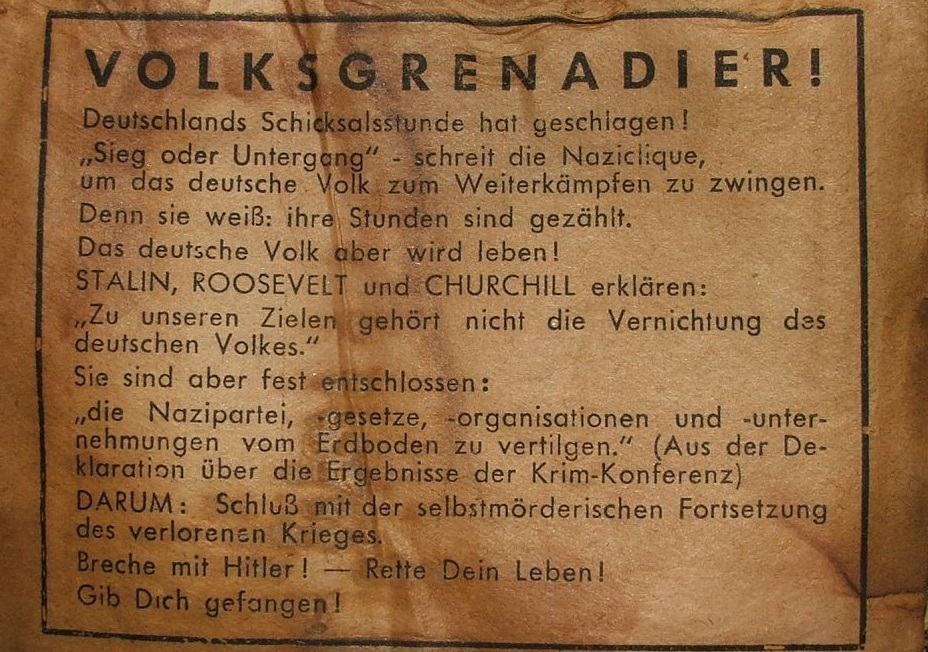 VOLKSGRENADIER!
Deutschlands Schicksalsstunde hat geschlagen!
„Sieg oder Untergang“ - schreit die Naziclique,
um das deutsche Volk zum Weiterkämpfen zu zwingen.
Denn sie weiß: ihre Stunden sind gezählt.
Das deutsche Volk aber wird leben!
STALIN, ROOSEVELT und CHURCHILL erklären:
„Zu unseren Zielen gehört nicht die Vernichtung des
deutschen Volkes.“
Sie sind aber fest entschlossen:
„die Nazipartei, -gesetze, -organisationen und -unter-
nehmungen vom Erdboden zu vertilgen.“ (Aus der De-
klaration über die Ergebnisse der Krim-Konferenz)
DARUM: Schluß mit der selbstmörderischen Fortsetzung
des verlorenen Krieges.
Breche mit Hitler! — Rette Dein Leben!
Gib Dich gefangen!